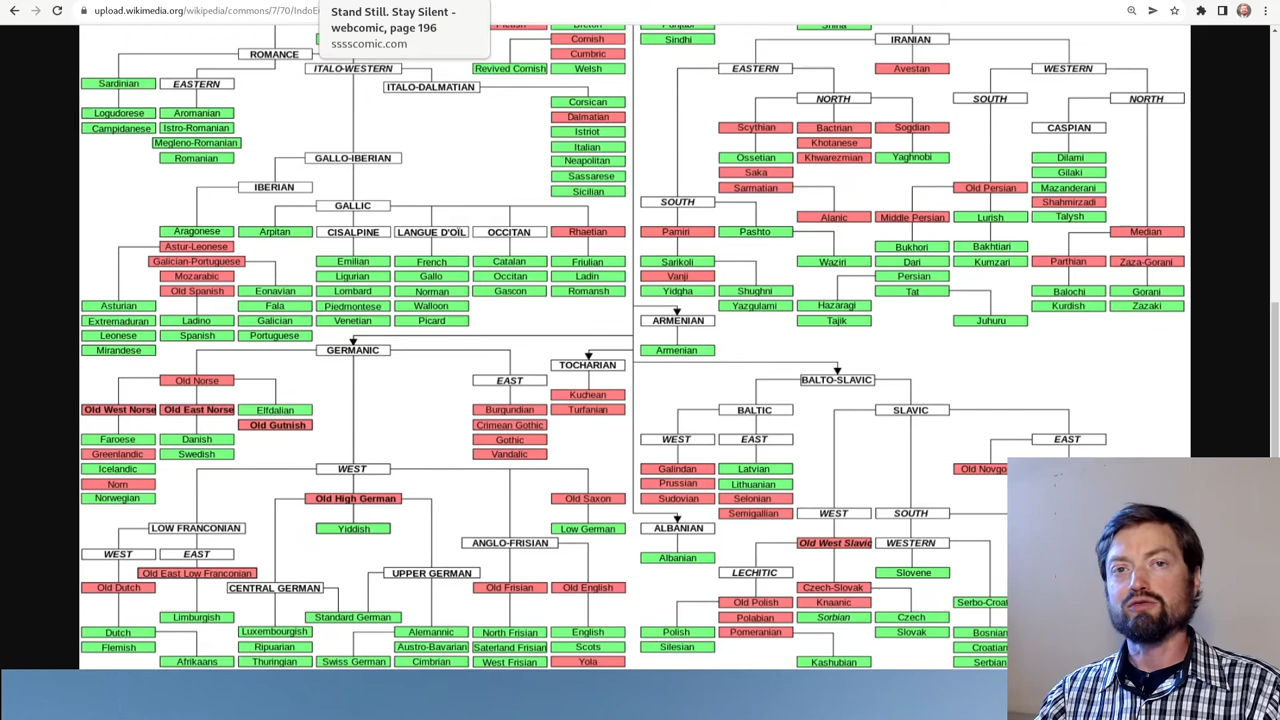 upload.wikimedia.org/wikipedia/commons/7/70/IndoE
Stand Still. Stay Silent -
webcomic, page 196
sssscomic.com
ROMANCE
ITALO-WESTERN
Cornish
Cumbric
Revived Cornish
Welsh
Sindhi
IRANIAN
EASTERN
Avestan
WESTERN
Sardinian
EASTERN
ITALO-DALMATIAN
NORTH
SOUTH
NORTH
Logudorese
Aromanian
Corsican
Campidanese
Istro-Romanian
Dalmatian
Scythian
Bactrian
Sogdian
CASPIAN
Megleno-Romanian
Istriot
Khotanese
Romanian
Italian
Ossetian
Khwarezmian
Yaghnobi
Dilami
GALLO-IBERIAN
Neapolitan
Saka
Gilaki
IBERIAN
Sassarese
Sarmatian
Old Persian
Mazanderani
Sicilian
GALLIC
SOUTH
Shahmirzadi
Alanic
Middle Persian
Lurish
Talysh
Aragonese
Arpitan
CISALPINE
LANGUE D'OÏL
OCCITAN
Rhaetian
Pamiri
Pashto
Median
Astur-Leonese
Bukhori
Bakhtiari
Galician-Portuguese
Emilian
French
Catalan
Friulian
Sarikoli
Waziri
Dari
Kumzari
Parthian
Zaza-Gorani
Mozarabic
Ligurian
Gallo
Occitan
Ladin
Vanji
Persian
Old Spanish
Eonavian
Lombard
Norman
Gascon
Romansh
Yidgha
Shughni
Tat
Balochi
Gorani
Asturian
Fala
Piedmontese
Walloon
Yazgulami
Hazaragi
Kurdish
Zazaki
Extremaduran
Ladino
Galician
Venetian
Picard
ARMENIAN
Tajik
Juhuru
Leonese
Spanish
Portuguese
Mirandese
GERMANIC
Armenian
TOCHARIAN
Old Norse
EAST
BALTO-SLAVIC
Kuchean
Old West Norse
Old East Norse
Elfdalian
Burgundian
Turfanian
BALTIC
SLAVIC
Old Gutnish
Crimean Gothic
Faroese
Danish
Gothic
WEST
EAST
EAST
Greenlandic
Swedish
Vandalic
Icelandic
WEST
Galindan
Latvian
Old Novgo
Norn
Prussian
Lithuanian
Norwegian
Old High German
Old Saxon
Sudovian
Selonian
Semigallian
WEST
SOUTH
LOW FRANCONIAN
Yiddish
Low German
ALBANIAN
ANGLO-FRISIAN
Old West Slavic
WESTERN
WEST
EAST
Albanian
Old East Low Franconian
UPPER GERMAN
LECHITIC
Slovene
Old Dutch
CENTRAL GERMAN
Old Frisian
Old English
Czech-Slovak
Old Polish
Knaanic
Serbo-Croat
Limburgish
Standard German
Polabian
Sorbian
Czech
Dutch
Luxembourgish
Alemannic
North Frisian
English
Polish
Pomeranian
Slovak
Bosnian
Flemish
Ripuarian
Austro-Bavarian
Saterland Frisian
Scots
Silesian
Croatian
Afrikaans
Thuringian
Swiss German
Cimbrian
West Frisian
Yola
Kashubian
Serbian